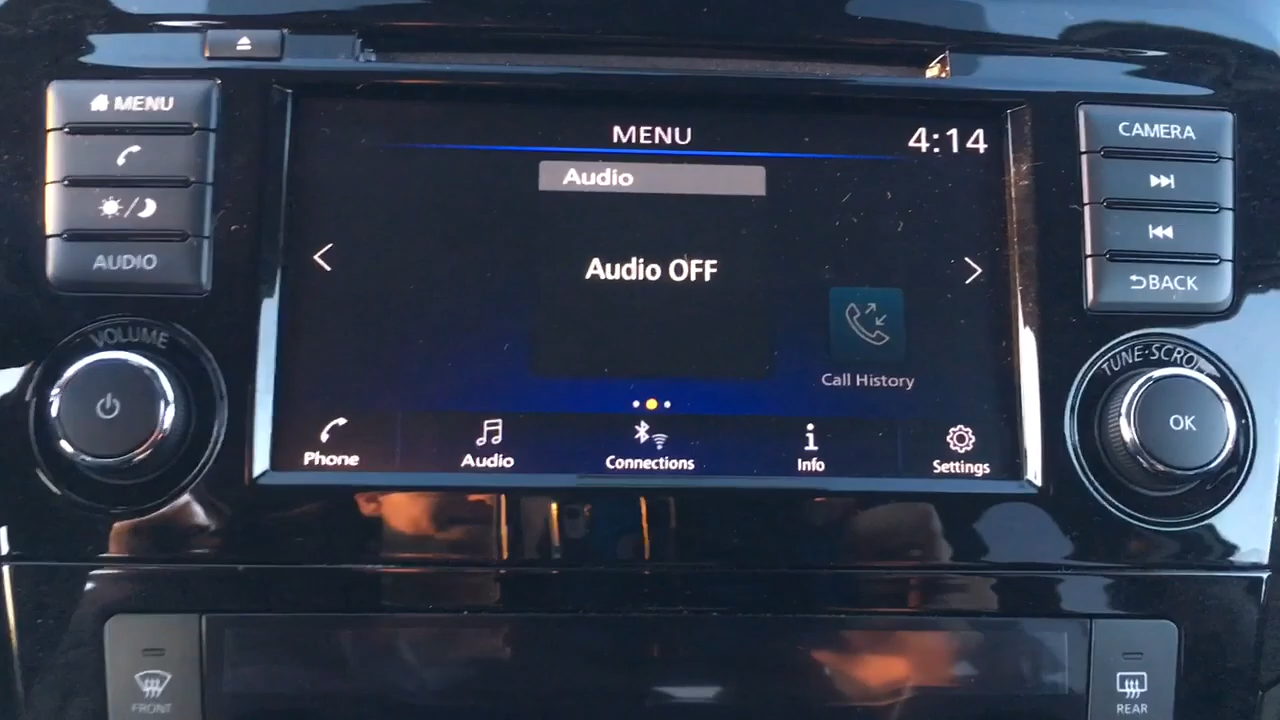 MENU
AUDIO
VOLUME
MENU
4:14
Audio
Audio OFF
Call History
Phone
Audio
Connections
Info
Settings
CAMERA
BACK
TUNE·SCROLL
OK
FRONT
REAR